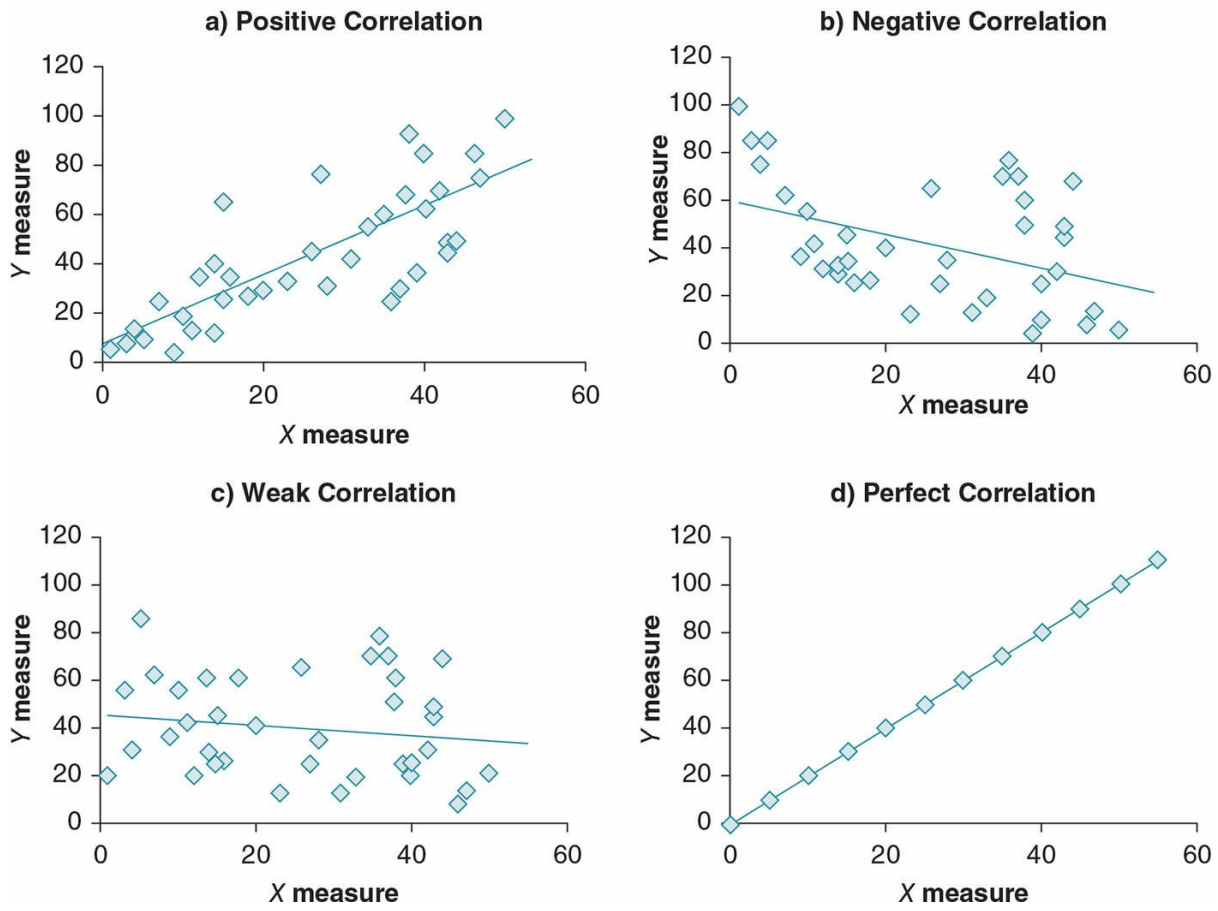 a) Positive Correlation
120
100
80
60
40
20
0
Y measure
0 20 40 60
X measure
b) Negative Correlation
120
100
80
60
40
20
0
Y measure
0 20 40 60
X measure
c) Weak Correlation
120
100
80
60
40
20
0
Y measure
0 20 40 60
X measure
d) Perfect Correlation
120
100
80
60
40
20
0
Y measure
0 20 40 60
X measure